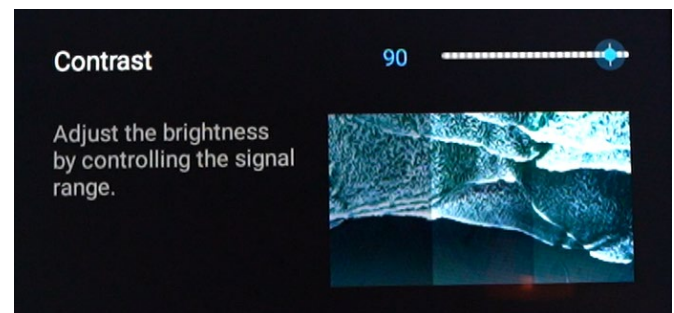 Contrast
90
Adjust the brightness
by controlling the signal
range.